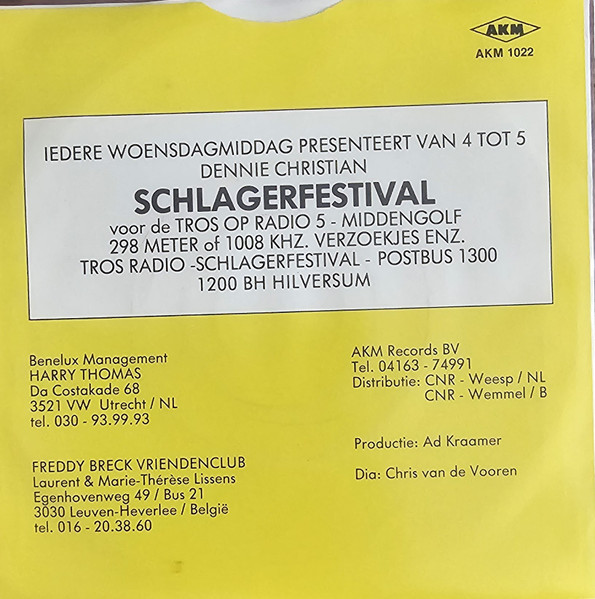 AKM
AKM 1022
IEDERE WOENSDAGMIDDAG PRESENTEERT VAN 4 TOT 5
DENNIE CHRISTIAN
SCHLAGERFESTIVAL
voor de TROS OP RADIO 5 - MIDDENGOLF
298 METER of 1008 KHZ. VERZOEKJES ENZ.
TROS RADIO -SCHLAGERFESTIVAL - POSTBUS 1300
1200 BH HILVERSUM
Benelux Management
HARRY THOMAS
Da Costakade 68
3521 VW Utrecht / NL
tel. 030 - 93.99.93
FREDDY BRECK VRIENDENCLUB
Laurent & Marie-Thérèse Lissens
Egenhovenweg 49 / Bus 21
3030 Leuven-Heverlee / België
tel. 016 - 20.38.60
AKM Records BV
Tel. 04163 - 74991
Distributie: CNR - Weesp / NL
CNR - Wemmel / B
Productie: Ad Kraamer
Dia: Chris van de Vooren